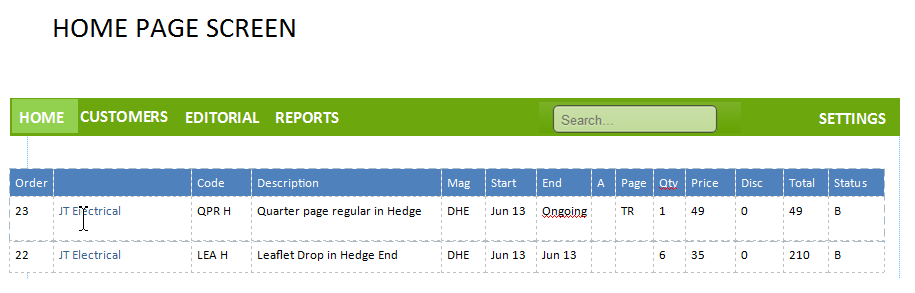 HOME PAGE SCREEN
HOME CUSTOMERS EDITORIAL REPORTS Search... SETTINGS
Order Code Description Mag Start End A Page Qty Price Disc Total Status
23 JT Electrical QPR H Quarter page regular in Hedge DHE Jun 13 Ongoing TR 1 49 0 49 B
22 JT Electrical LEA H Leaflet Drop in Hedge End DHE Jun 13 Jun 13 6 35 0 210 B